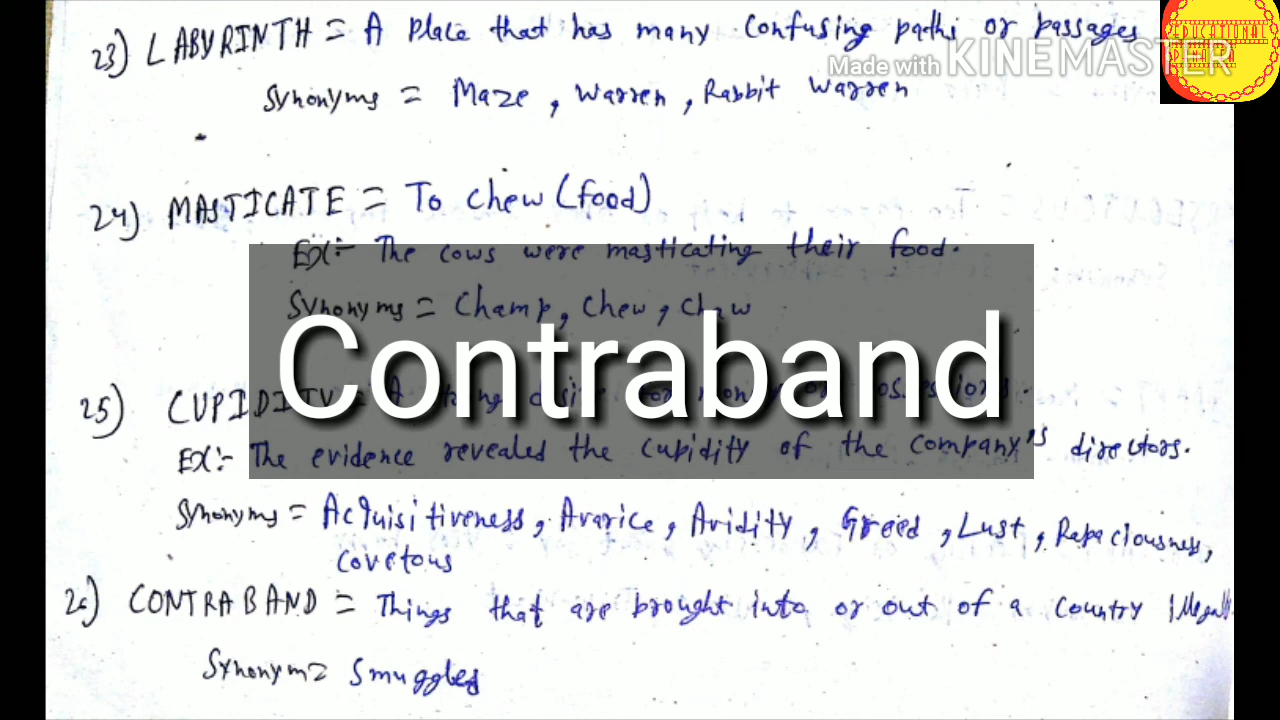 23) LABYRINTH = A Place that has many Confusing paths or passages
Made with KINEMASTER
EDUCATIONAL
Synonyms = Maze, Warren, Rabbit Warren
24) MASTICATE = To chew (food)
EX:- The cows were masticating their food.
Synonyms = Champ, Chew, Chaw
Contraband
25) CUPIDITY = A
EX:- The evidence revealed the Cupidity of the company's directors.
Synonyms = Acquisitiveness, Avarice, Avidity, Greed, Lust, Rapaciousness,
Covetous
26) CONTRABAND = Things that are brought into or out of a Country
Synonym = Smuggled